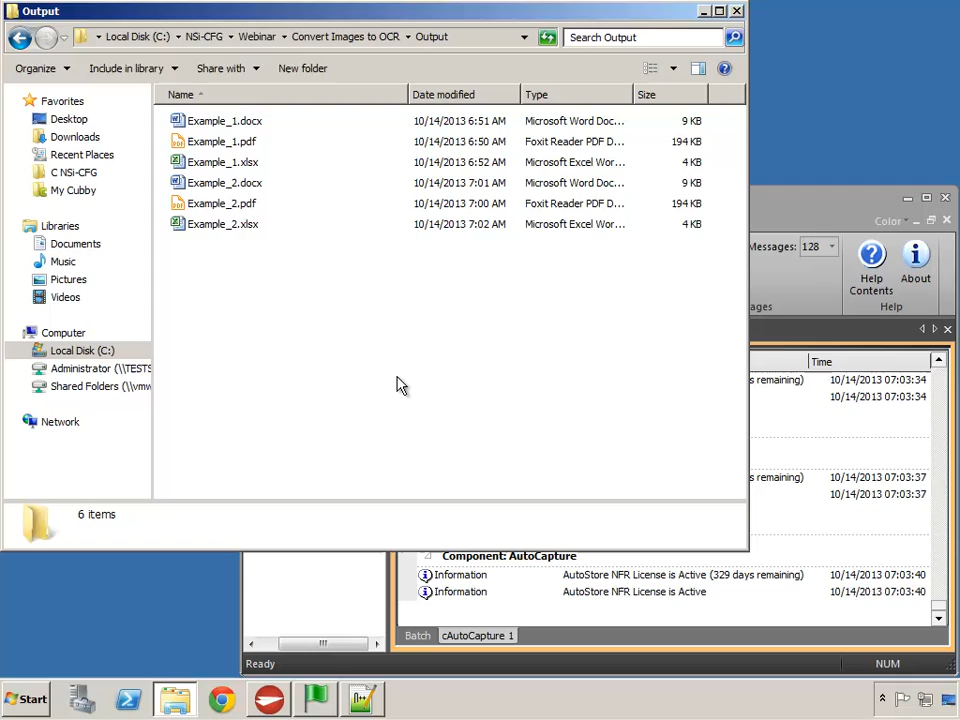 Output
Local Disk (C:) NSi-CFG Webinar Convert Images to OCR Output
Search Output
Organize Include in library Share with New folder
Name Date modified Type Size
Example_1.docx 10/14/2013 6:51 AM Microsoft Word Doc... 9 KB
Example_1.pdf 10/14/2013 6:50 AM Foxit Reader PDF D... 194 KB
Example_1.xlsx 10/14/2013 6:52 AM Microsoft Excel Wor... 4 KB
Example_2.docx 10/14/2013 7:01 AM Microsoft Word Doc... 9 KB
Example_2.pdf 10/14/2013 7:00 AM Foxit Reader PDF D... 194 KB
Example_2.xlsx 10/14/2013 7:02 AM Microsoft Excel Wor... 4 KB
Favorites
Desktop
Downloads
Recent Places
C NSi-CFG
My Cubby
Libraries
Documents
Music
Pictures
Videos
Computer
Local Disk (C:)
Administrator (\\TESTS
Shared Folders (\\vmw
Network
6 items
Color
Messages: 128
Help Contents
About
ages
Help
Time
s remaining) 10/14/2013 07:03:34
10/14/2013 07:03:34
s remaining) 10/14/2013 07:03:37
10/14/2013 07:03:37
Component: AutoCapture
Information AutoStore NFR License is Active (329 days remaining) 10/14/2013 07:03:40
Information AutoStore NFR License is Active 10/14/2013 07:03:40
Batch cAutoCapture 1
Ready NUM
Start